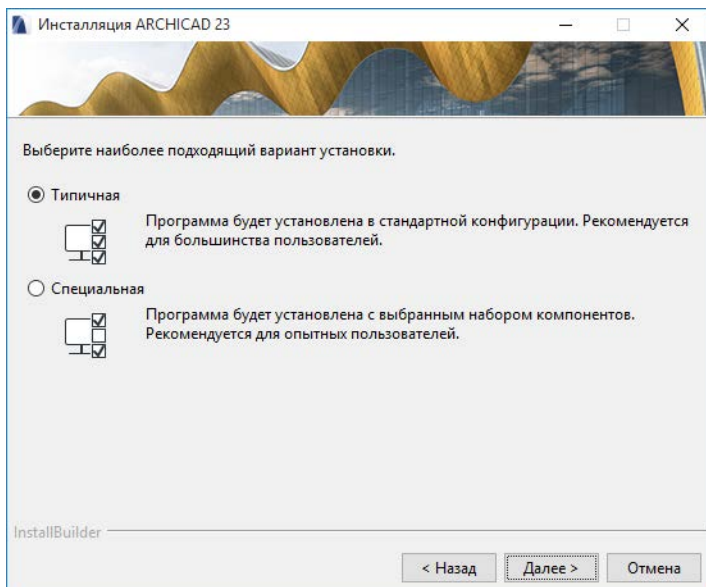 Инсталляция ARCHICAD 23
Выберите наиболее подходящий вариант установки.
Типичная
Программа будет установлена в стандартной конфигурации. Рекомендуется
для большинства пользователей.
Специальная
Программа будет установлена с выбранным набором компонентов.
Рекомендуется для опытных пользователей.
InstallBuilder
< Назад Далее > Отмена